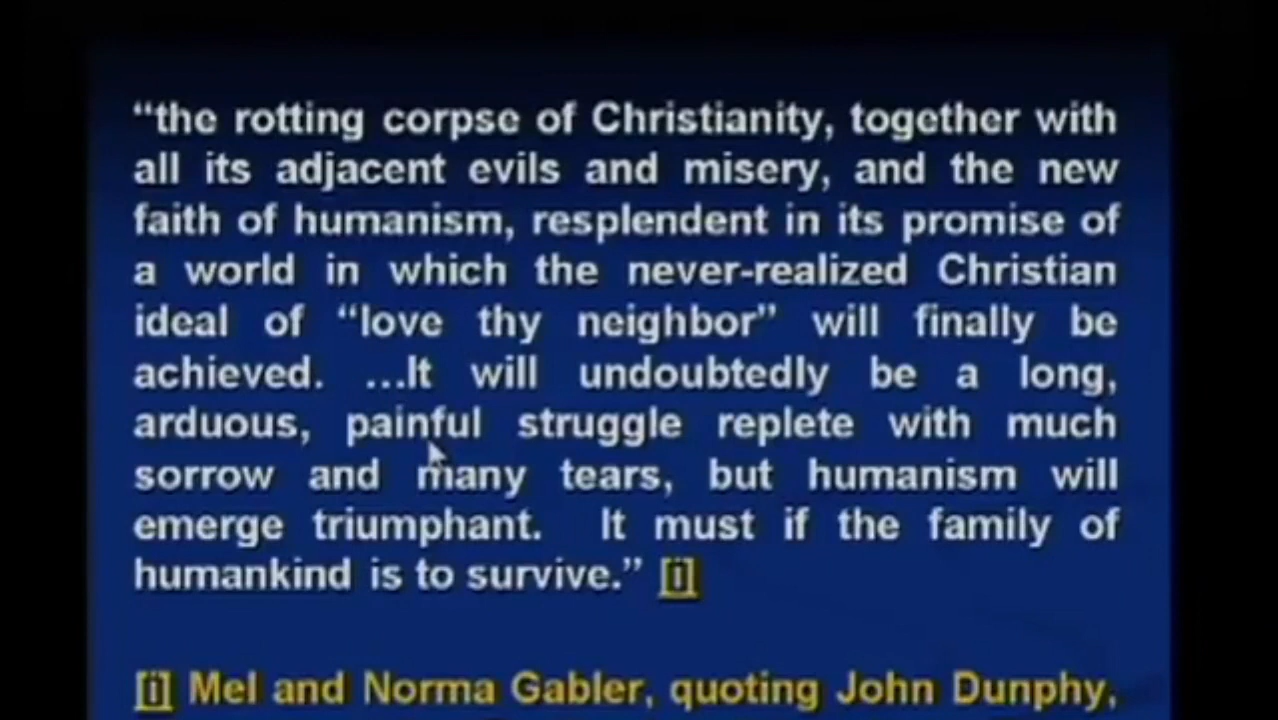 “the rotting corpse of Christianity, together with
all its adjacent evils and misery, and the new
faith of humanism, resplendent in its promise of
a world in which the never-realized Christian
ideal of “love thy neighbor” will finally be
achieved. ...It will undoubtedly be a long,
arduous, painful struggle replete with much
sorrow and many tears, but humanism will
emerge triumphant. It must if the family of
humankind is to survive.” [i]
[i] Mel and Norma Gabler, quoting John Dunphy,